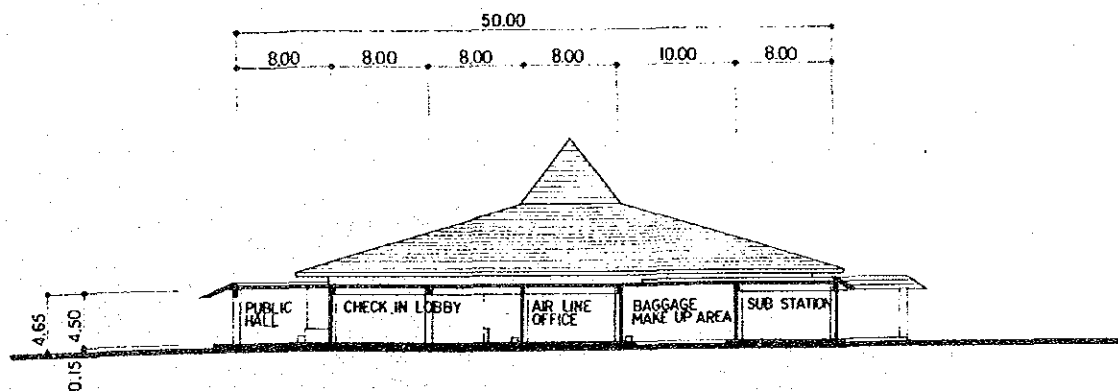 50.00
8.00 8.00 8.00 8.00 10.00 8.00
4.65
4.50
0.15
PUBLIC
HALL
CHECK IN LOBBY
AIR LINE
OFFICE
BAGGAGE
MAKE UP AREA
SUB STATION